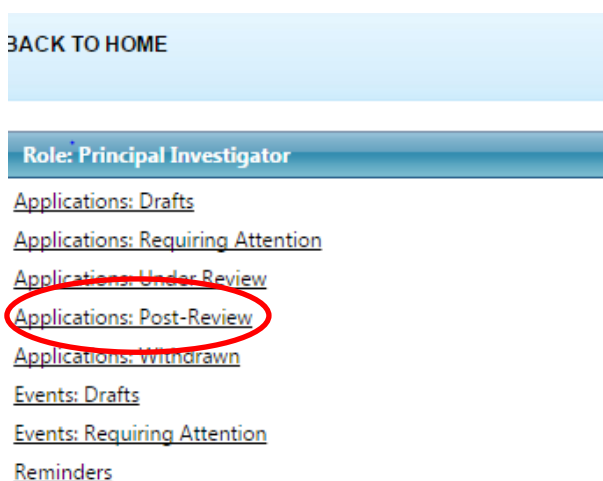 BACK TO HOME
Role: Principal Investigator
Applications: Drafts
Applications: Requiring Attention
Applications: Under Review
Applications: Post-Review
Applications: Withdrawn
Events: Drafts
Events: Requiring Attention
Reminders